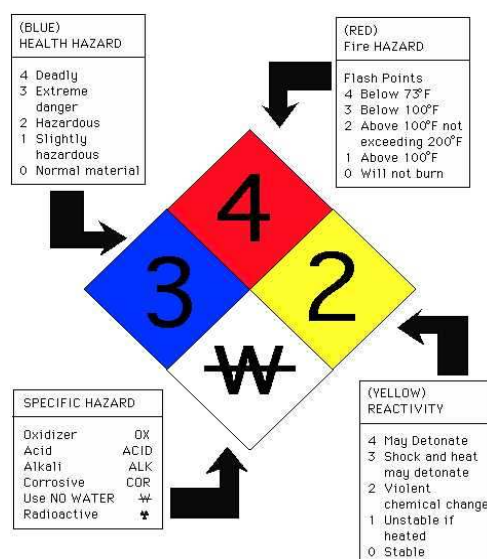 (BLUE)
HEALTH HAZARD
4 Deadly
3 Extreme
danger
2 Hazardous
1 Slightly
hazardous
0 Normal material
(RED)
Fire HAZARD
Flash Points
4 Below 73°F
3 Below 100°F
2 Above 100°F not
exceeding 200°F
1 Above 100°F
0 Will not burn
4
3
2
W
SPECIFIC HAZARD
Oxidizer OX
Acid ACID
Alkali ALK
Corrosive COR
Use NO WATER W
Radioactive ☢
(YELLOW)
REACTIVITY
4 May Detonate
3 Shock and heat
may detonate
2 Violent
chemical change
1 Unstable if
heated
0 Stable